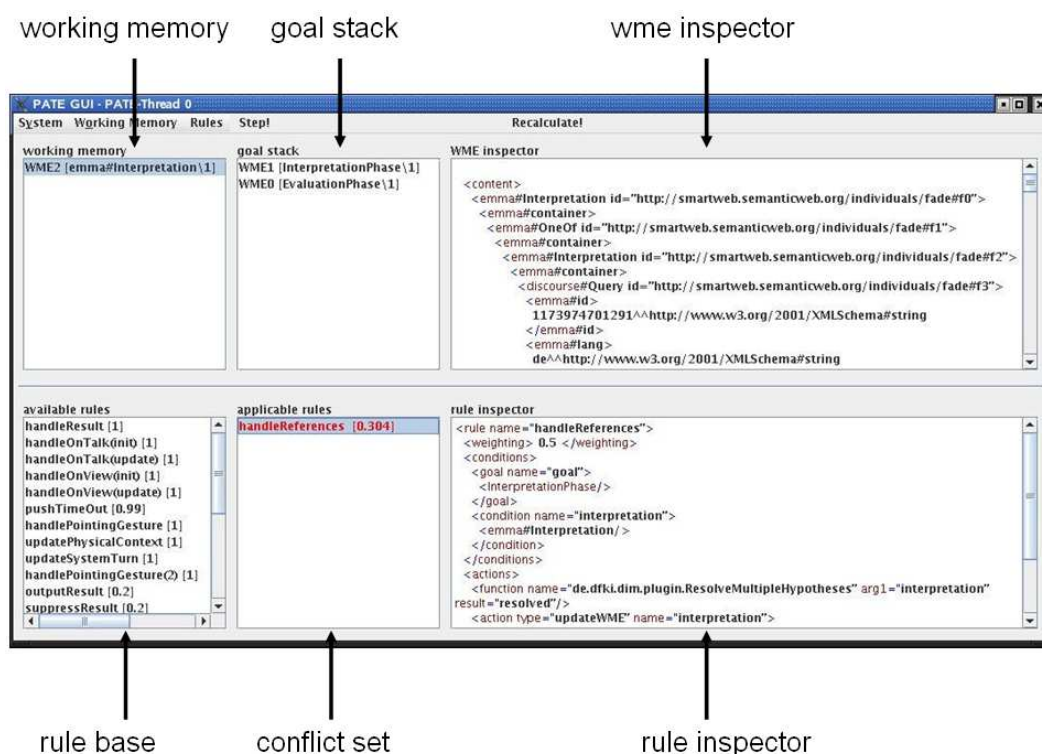 working memory goal stack wme inspector
PATE GUI - PATE-Thread 0
System Working Memory Rules Step! Recalculate!
working memory
WME2 [emma#Interpretation\1]
goal stack
WME1 [InterpretationPhase\1]
WME0 [EvaluationPhase\1]
WME inspector
<content>
<emma#Interpretation id="http://smartweb.semanticweb.org/individuals/fade#f0">
<emma#container>
<emma#OneOf id="http://smartweb.semanticweb.org/individuals/fade#f1">
<emma#container>
<emma#Interpretation id="http://smartweb.semanticweb.org/individuals/fade#f2">
<emma#container>
<discourse#Query id="http://smartweb.semanticweb.org/individuals/fade#f3">
<emma#id>
1173974701291^^http://www.w3.org/2001/XMLSchema#string
</emma#id>
<emma#lang>
de^^http://www.w3.org/2001/XMLSchema#string
available rules
handleResult [1]
handleOnTalk(init) [1]
handleOnTalk(update) [1]
handleOnView(init) [1]
handleOnView(update) [1]
pushTimeOut [0.99]
handlePointingGesture [1]
updatePhysicalContext [1]
updateSystemTurn [1]
handlePointingGesture(2) [1]
outputResult [0.2]
suppressResult [0.2]
applicable rules
handleReferences [0.304]
rule inspector
<rule name="handleReferences">
<weighting> 0.5 </weighting>
<conditions>
<goal name="goal">
<InterpretationPhase/>
</goal>
<condition name="interpretation">
<emma#Interpretation/>
</condition>
</conditions>
<actions>
<function name="de.dfki.dim.plugin.ResolveMultipleHypotheses" arg1="interpretation"
result="resolved"/>
<action type="updateWME" name="interpretation">
rule base conflict set rule inspector